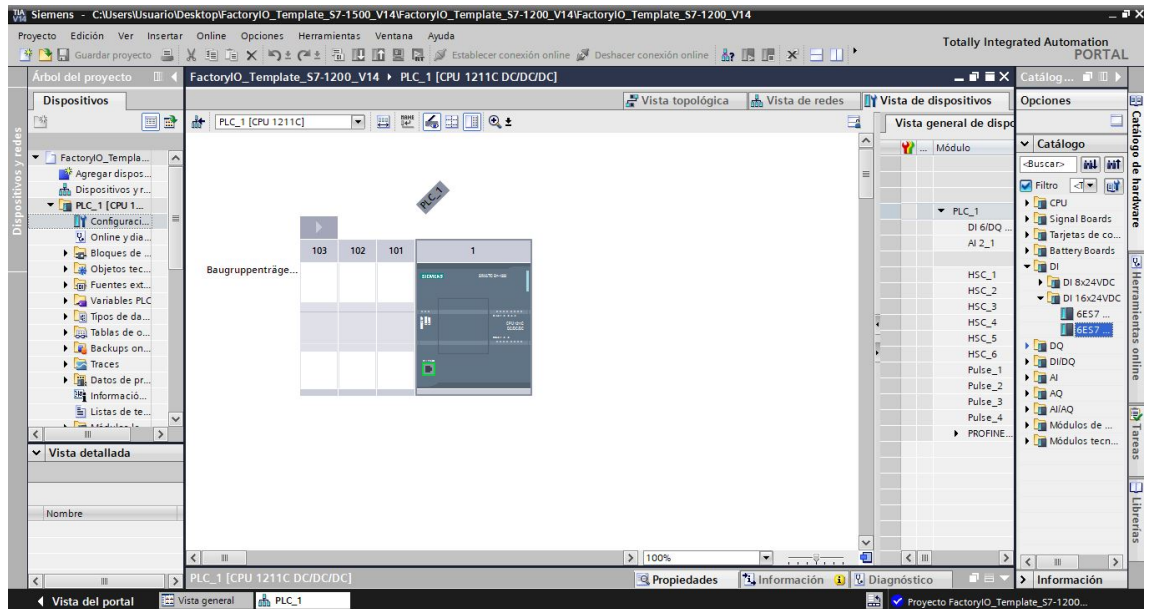 Siemens - C:\Users\Usuario\Desktop\FactoryIO_Template_S7-1500_V14\FactoryIO_Template_S7-1200_V14\FactoryIO_Template_S7-1200_V14
Proyecto Edición Ver Insertar Online Opciones Herramientas Ventana Ayuda
Guardar proyecto
Establecer conexión online
Deshacer conexión online
Totally Integrated Automation
PORTAL
Árbol del proyecto
FactoryIO_Template_S7-1200_V14 ▸ PLC_1 [CPU 1211C DC/DC/DC]
Catálog...
Dispositivos
Vista topológica
Vista de redes
Vista de dispositivos
Opciones
PLC_1 [CPU 1211C]
Vista general de dispo
Módulo
Catálogo
<Buscar>
Filtro
Dispositivos y redes
FactoryIO_Templa...
Agregar dispos...
Dispositivos y r...
PLC_1 [CPU 1...
Configuraci...
Online y dia...
Bloques de ...
Objetos tec...
Fuentes ext...
Variables PLC
Tipos de da...
Tablas de o...
Backups on...
Traces
Datos de pr...
Informació...
Listas de te...
PLC_1
103 102 101 1
Baugruppenträge...
SIEMENS
PLC_1
DI 6/DQ ...
AI 2_1
HSC_1
HSC_2
HSC_3
HSC_4
HSC_5
HSC_6
Pulse_1
Pulse_2
Pulse_3
Pulse_4
PROFINE...
CPU
Signal Boards
Tarjetas de co...
Battery Boards
DI
DI 8x24VDC
DI 16x24VDC
6ES7 ...
6ES7 ...
DQ
DI/DQ
AI
AQ
AI/AQ
Módulos de ...
Módulos tecn...
Catálogo de hardware
Herramientas online
Tareas
Librerías
Vista detallada
Nombre
100%
PLC_1 [CPU 1211C DC/DC/DC]
Propiedades
Información
Diagnóstico
Información
Vista del portal
Vista general
PLC_1
Proyecto FactoryIO_Template_S7-1200...